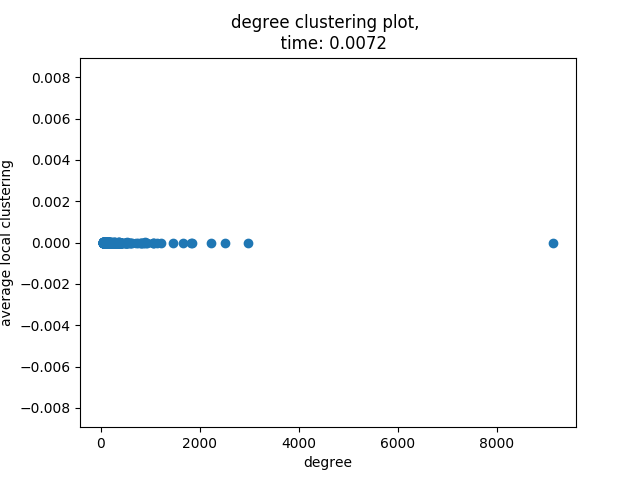 degree clustering plot,
time: 0.0072
0.008
0.006
0.004
0.002
0.000
−0.002
−0.004
−0.006
−0.008
average local clustering
0 2000 4000 6000 8000
degree